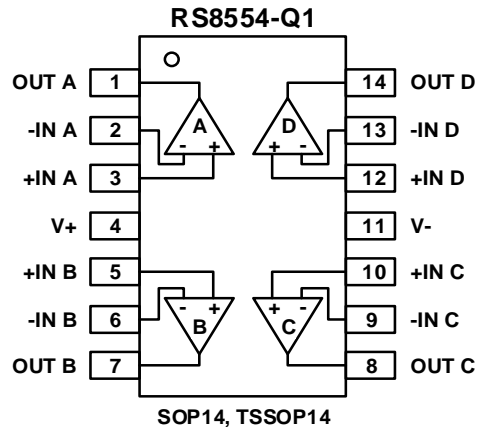 RS8554-Q1
OUT A 1 14 OUT D
-IN A 2 A D 13 -IN D
- + + -
+IN A 3 12 +IN D
V+ 4 11 V-
+IN B 5 10 +IN C
- + + -
-IN B 6 B C 9 -IN C
OUT B 7 8 OUT C
SOP14, TSSOP14